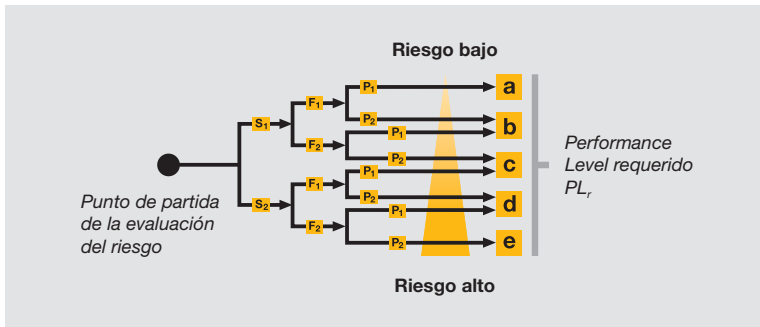 Riesgo bajo
P1
a
F1
P2
b
S1
P1
F2
P2
c
Punto de partida
de la evaluación
del riesgo
P1
F1
P2
d
S2
P1
F2
P2
e
Performance
Level requerido
PLr
Riesgo alto